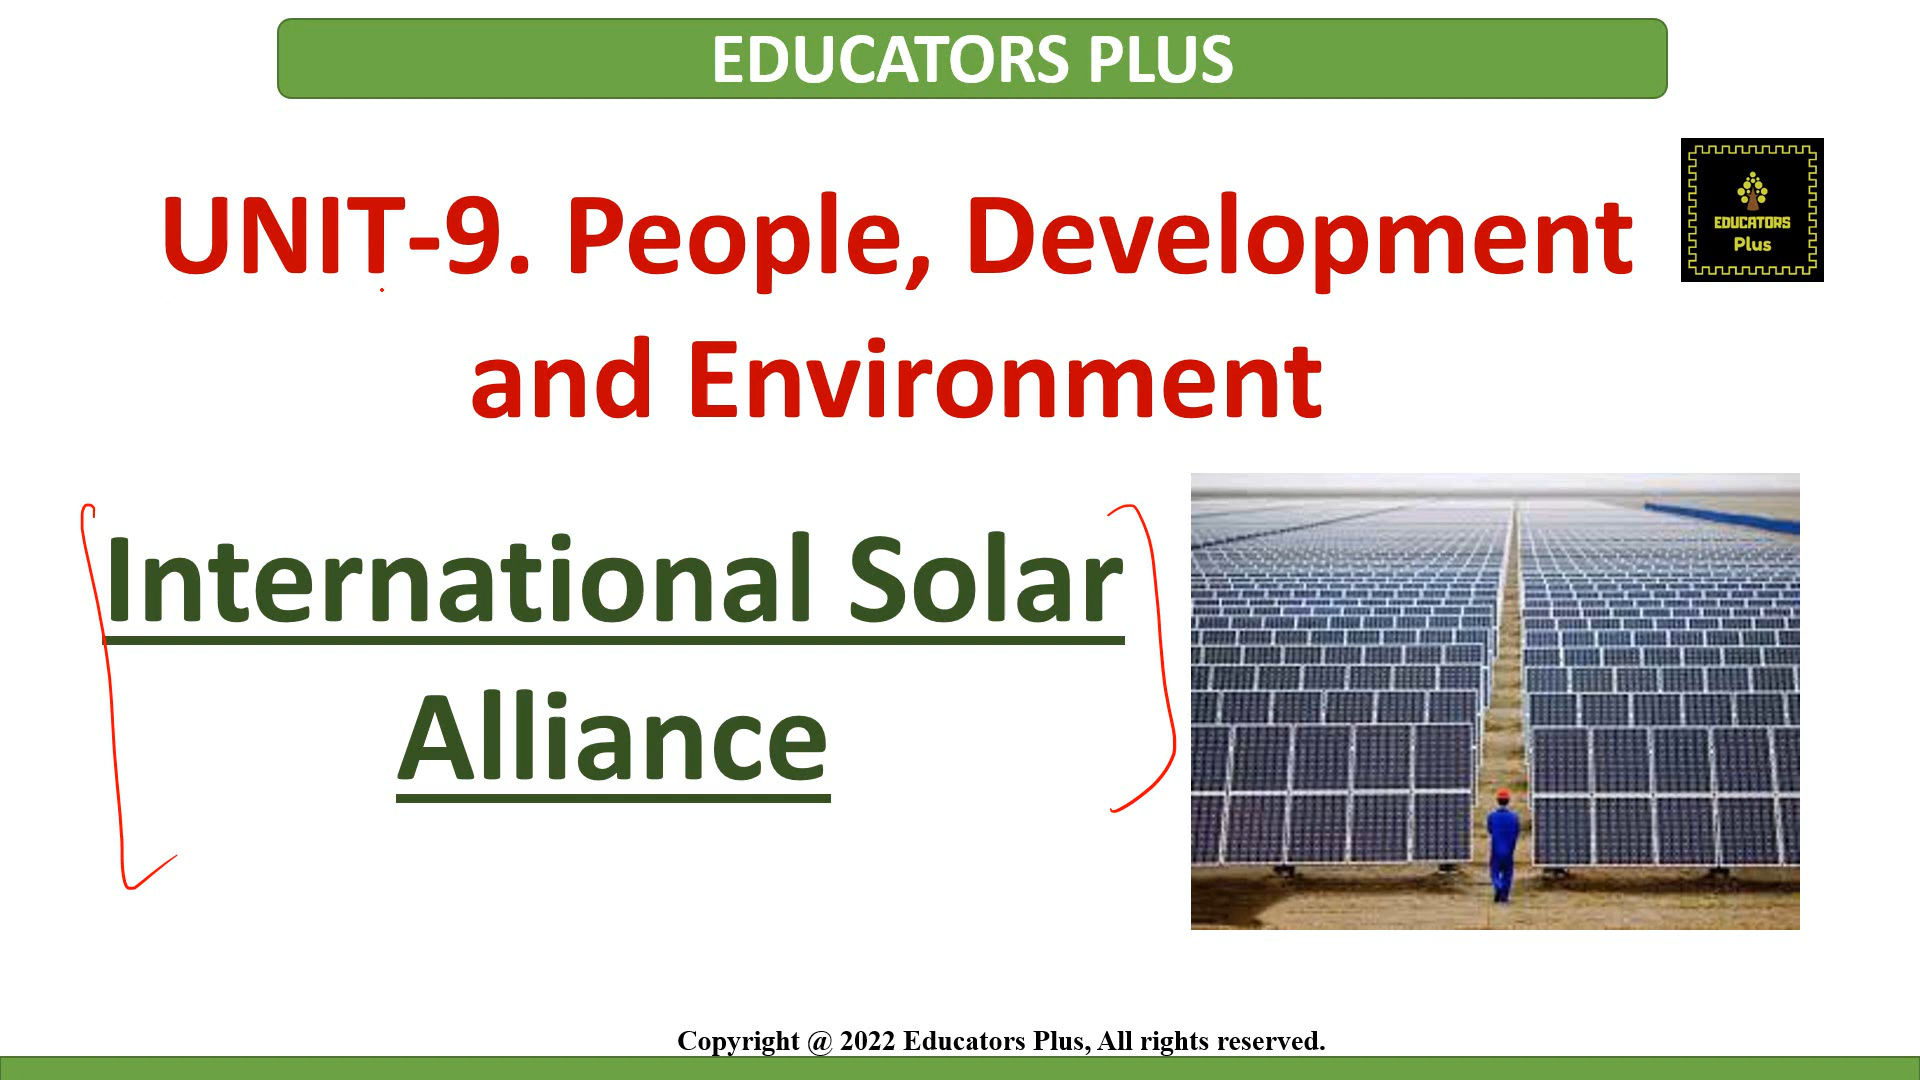 EDUCATORS PLUS
UNIT-9. People, Development
and Environment
EDUCATORS
Plus
International Solar
Alliance
Copyright @ 2022 Educators Plus, All rights reserved.